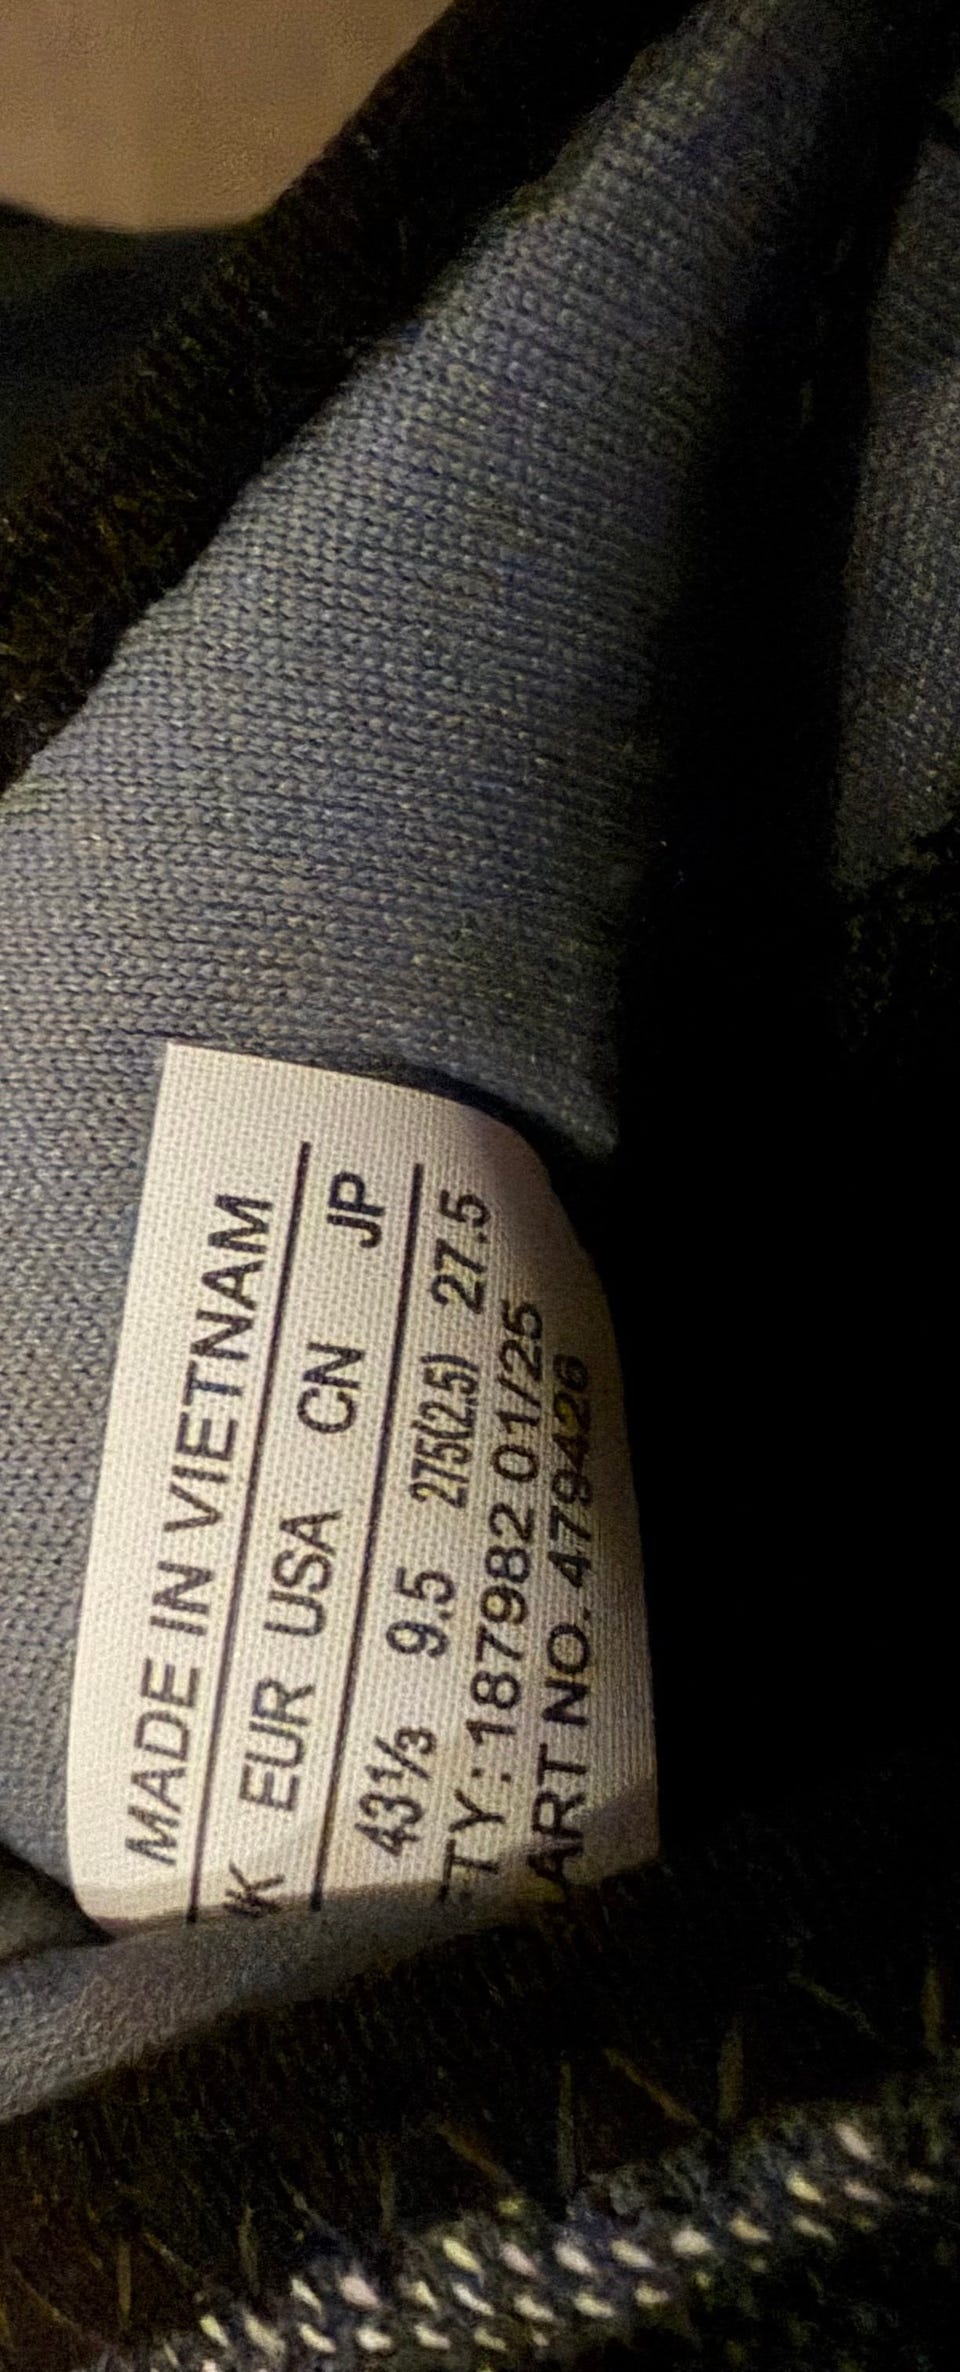 MADE IN VIETNAM
UK EUR USA CN JP
43⅓ 9.5 275(2.5) 27.5
TY: 187982 01/25
ART NO. 479426